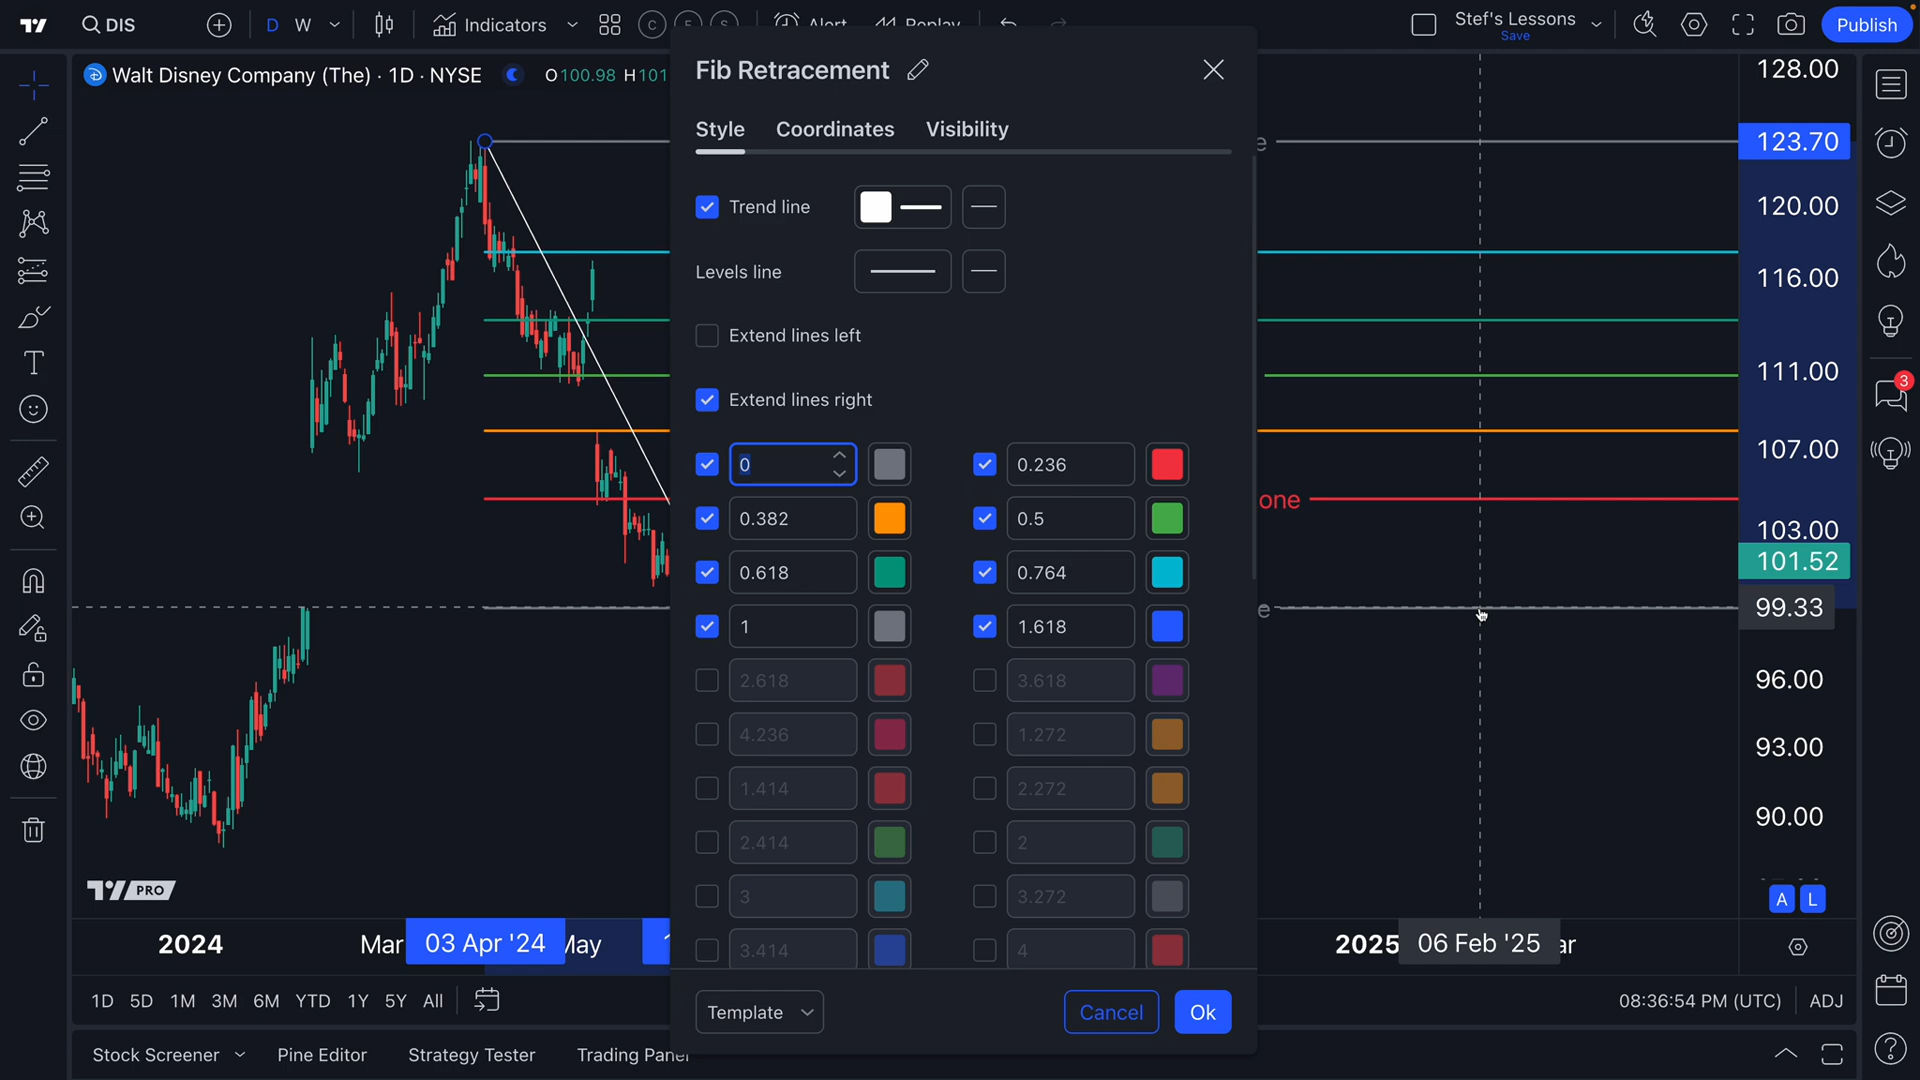 DIS
D W
Indicators
C
Alert
Replay
Stef's Lessons
Save
Publish
Walt Disney Company (The) · 1D · NYSE
O100.98 H101
Fib Retracement
Style Coordinates Visibility
Trend line
Levels line
Extend lines left
Extend lines right
0 0.236
0.382 0.5
0.618 0.764
1 1.618
2.618 3.618
4.236 1.272
1.414 2.272
2.414 2
3 3.272
3.414 4
Template
Cancel
Ok
one
e
128.00
123.70
120.00
116.00
111.00
107.00
103.00
101.52
99.33
96.00
93.00
90.00
A L
3
PRO
2024 Mar 03 Apr '24 May 2025 06 Feb '25 ar
1D 5D 1M 3M 6M YTD 1Y 5Y All
08:36:54 PM (UTC) ADJ
Stock Screener Pine Editor Strategy Tester Trading Panel